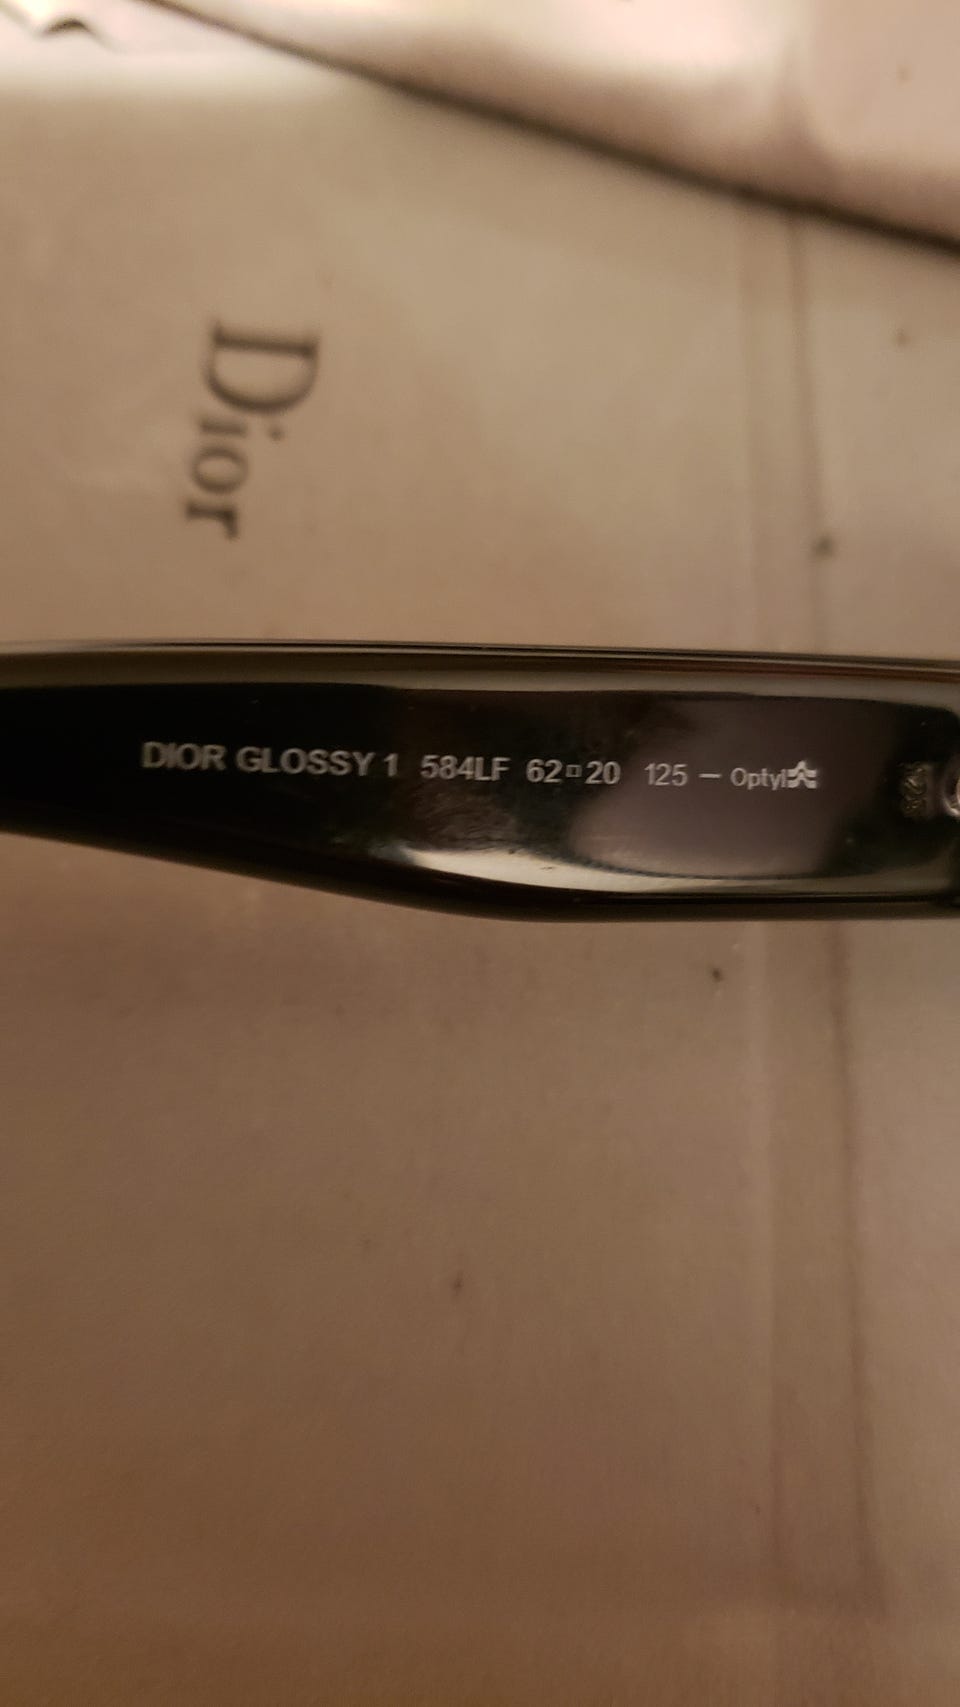 Dior
DIOR GLOSSY 1 584LF 62□20 125 – Optyl